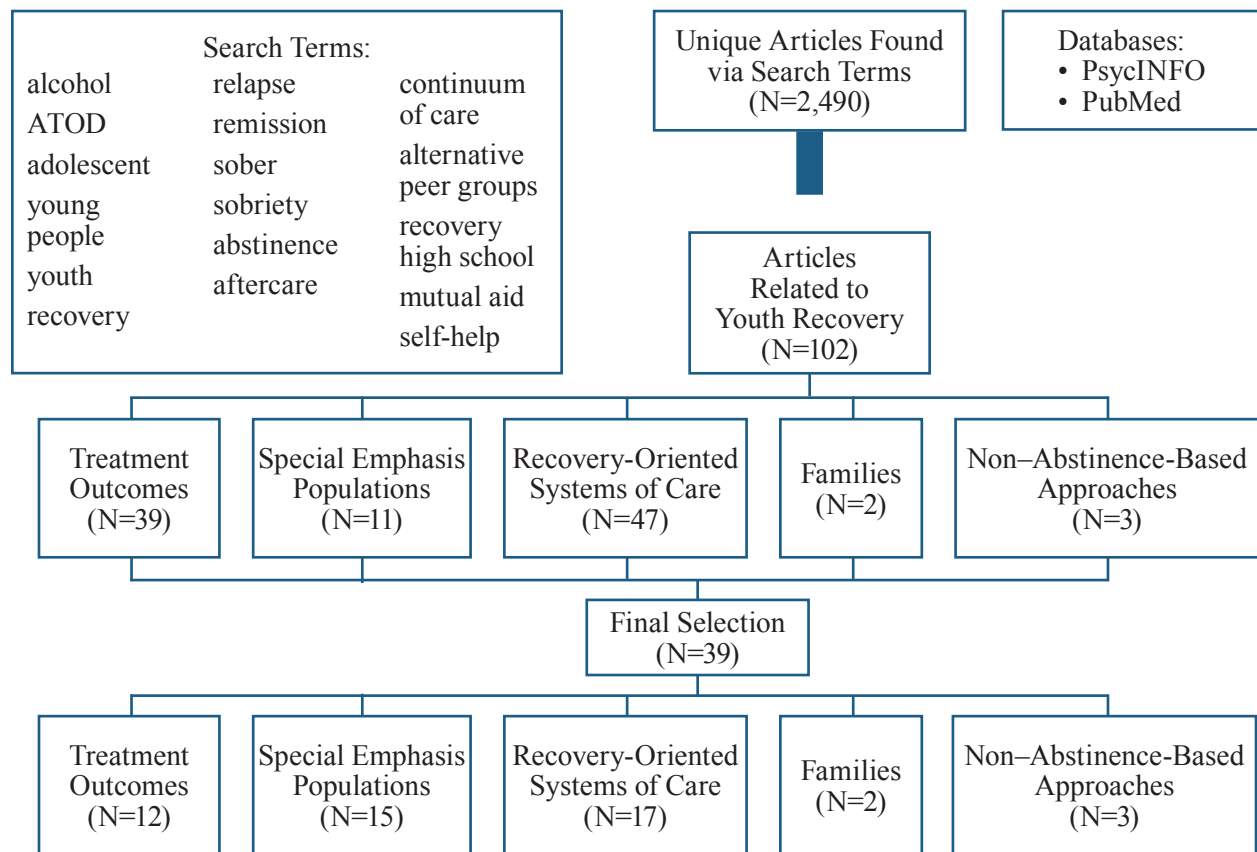 Search Terms:
alcohol
ATOD
adolescent
young
people
youth
recovery
relapse
remission
sober
sobriety
abstinence
aftercare
continuum
of care
alternative
peer groups
recovery
high school
mutual aid
self-help
Unique Articles Found
via Search Terms
(N=2,490)
Databases:
• PsycINFO
• PubMed
Articles
Related to
Youth Recovery
(N=102)
Treatment
Outcomes
(N=39)
Special Emphasis
Populations
(N=11)
Recovery-Oriented
Systems of Care
(N=47)
Families
(N=2)
Non–Abstinence-Based
Approaches
(N=3)
Final Selection
(N=39)
Treatment
Outcomes
(N=12)
Special Emphasis
Populations
(N=15)
Recovery-Oriented
Systems of Care
(N=17)
Families
(N=2)
Non–Abstinence-Based
Approaches
(N=3)